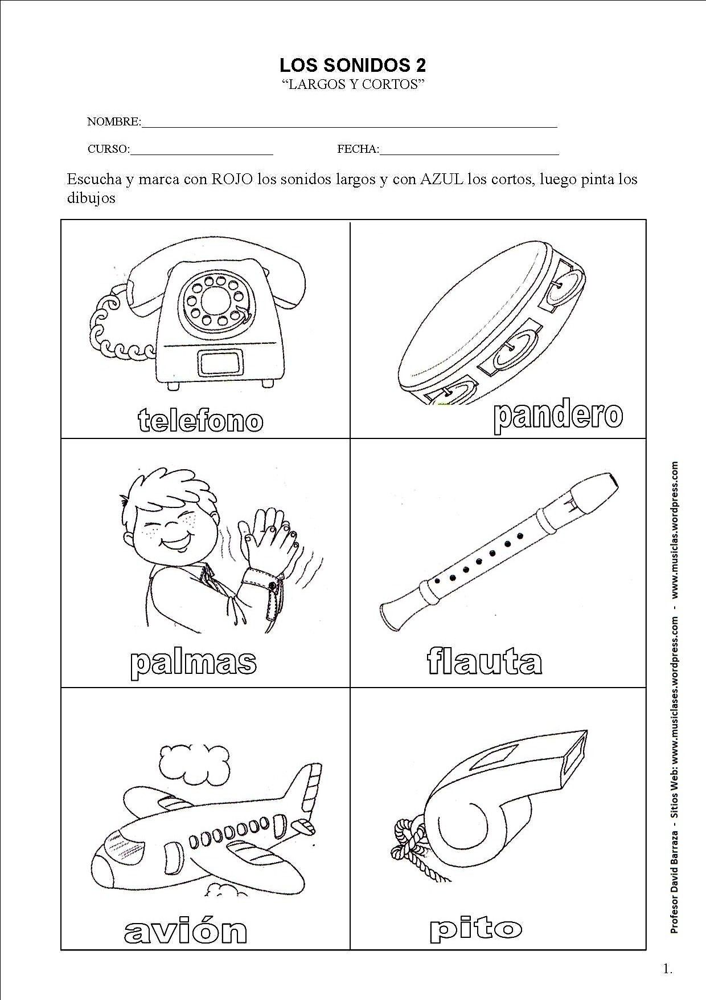 LOS SONIDOS 2
“LARGOS Y CORTOS”
NOMBRE:
CURSO: FECHA:
Escucha y marca con ROJO los sonidos largos y con AZUL los cortos, luego pinta los
dibujos
telefono
pandero
palmas
flauta
avión
pito
Profesor David Barraza - Sitios Web: www.musiclases.wordpress.com - www.musiclas.wordpress.com
1.